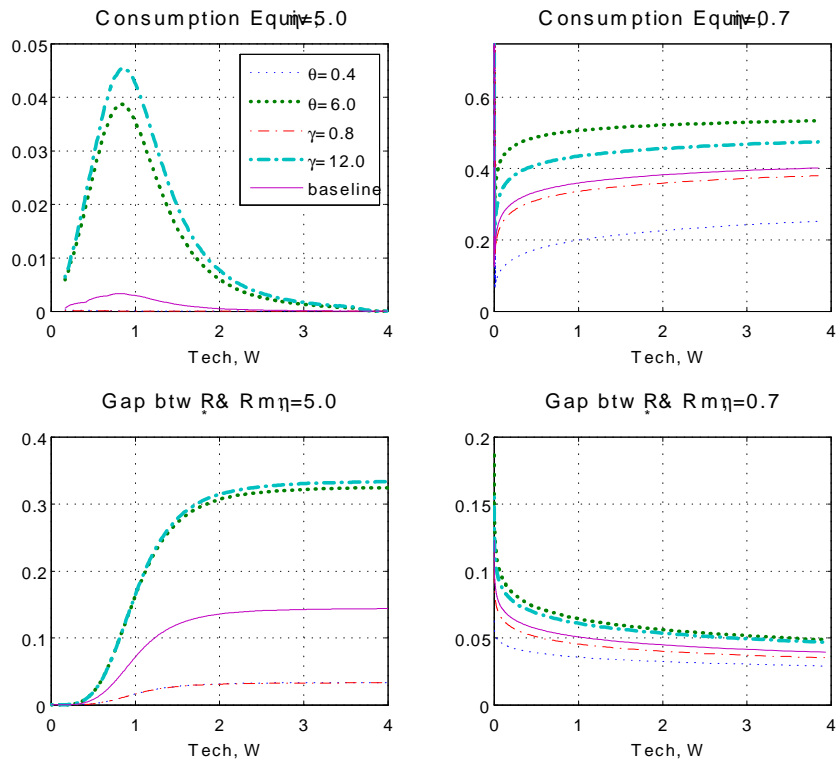 Consumption Equiv, η=5.0
0.05
0.04
0.03
0.02
0.01
0
0 1 2 3 4
Tech, W
θ=0.4
θ=6.0
γ=0.8
γ=12.0
baseline
Consumption Equiv, η=0.7
0.6
0.4
0.2
0
0 1 2 3 4
Tech, W
Gap btw R* & Rm, η=5.0
0.4
0.3
0.2
0.1
0
0 1 2 3 4
Tech, W
Gap btw R* & Rm, η=0.7
0.2
0.15
0.1
0.05
0
0 1 2 3 4
Tech, W